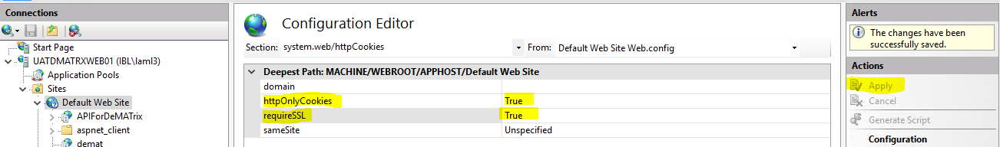 Connections
Start Page
UATDMATRXWEB01 (IBL\Iaml3)
Application Pools
Sites
Default Web Site
APIForDeMATrix
aspnet_client
demat
Configuration Editor
Section: system.web/httpCookies From: Default Web Site Web.config
Deepest Path: MACHINE/WEBROOT/APPHOST/Default Web Site
domain
httpOnlyCookies True
requireSSL True
sameSite Unspecified
Alerts
The changes have been
successfully saved.
Actions
Apply
Cancel
Generate Script
Configuration